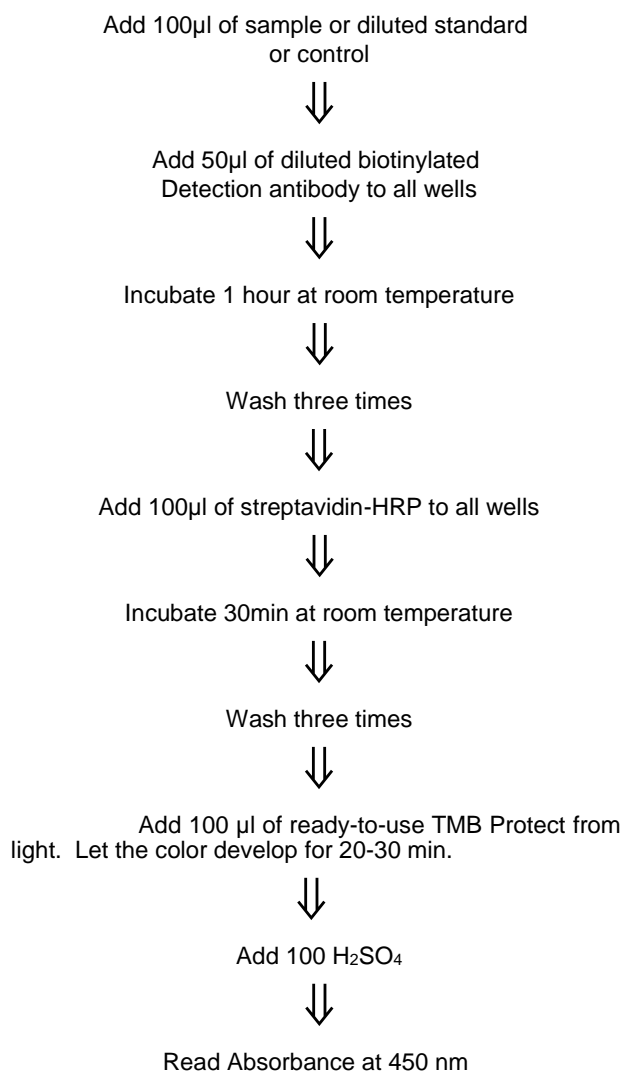 Add 100µl of sample or diluted standard
or control
⇓
Add 50µl of diluted biotinylated
Detection antibody to all wells
⇓
Incubate 1 hour at room temperature
⇓
Wash three times
⇓
Add 100µl of streptavidin-HRP to all wells
⇓
Incubate 30min at room temperature
⇓
Wash three times
⇓
Add 100 µl of ready-to-use TMB Protect from
light. Let the color develop for 20-30 min.
⇓
Add 100 H₂SO₄
⇓
Read Absorbance at 450 nm